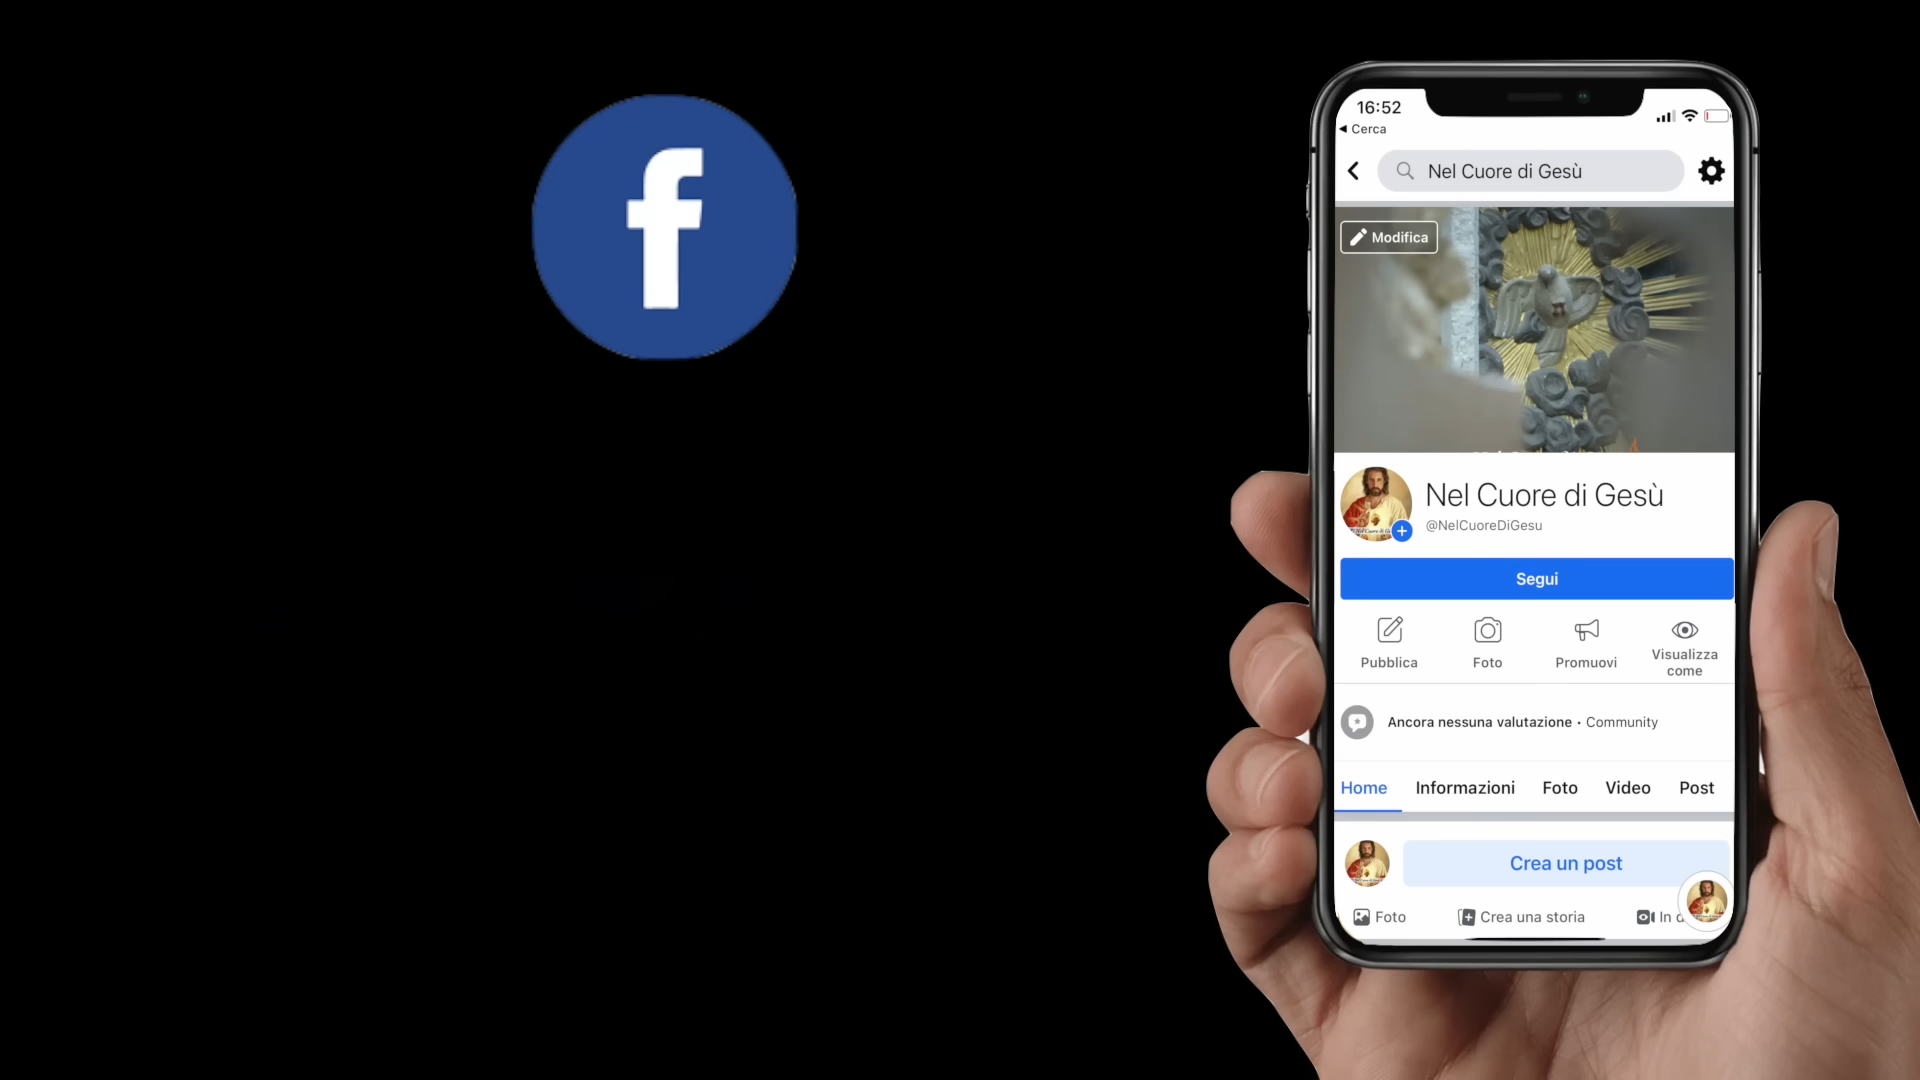 f
16:52
Cerca
Nel Cuore di Gesù
Modifica
Nel Cuore di Gesù
@NelCuoreDiGesu
Segui
Pubblica
Foto
Promuovi
Visualizza
come
Ancora nessuna valutazione • Community
Home
Informazioni
Foto
Video
Post
Crea un post
Foto
Crea una storia
In d